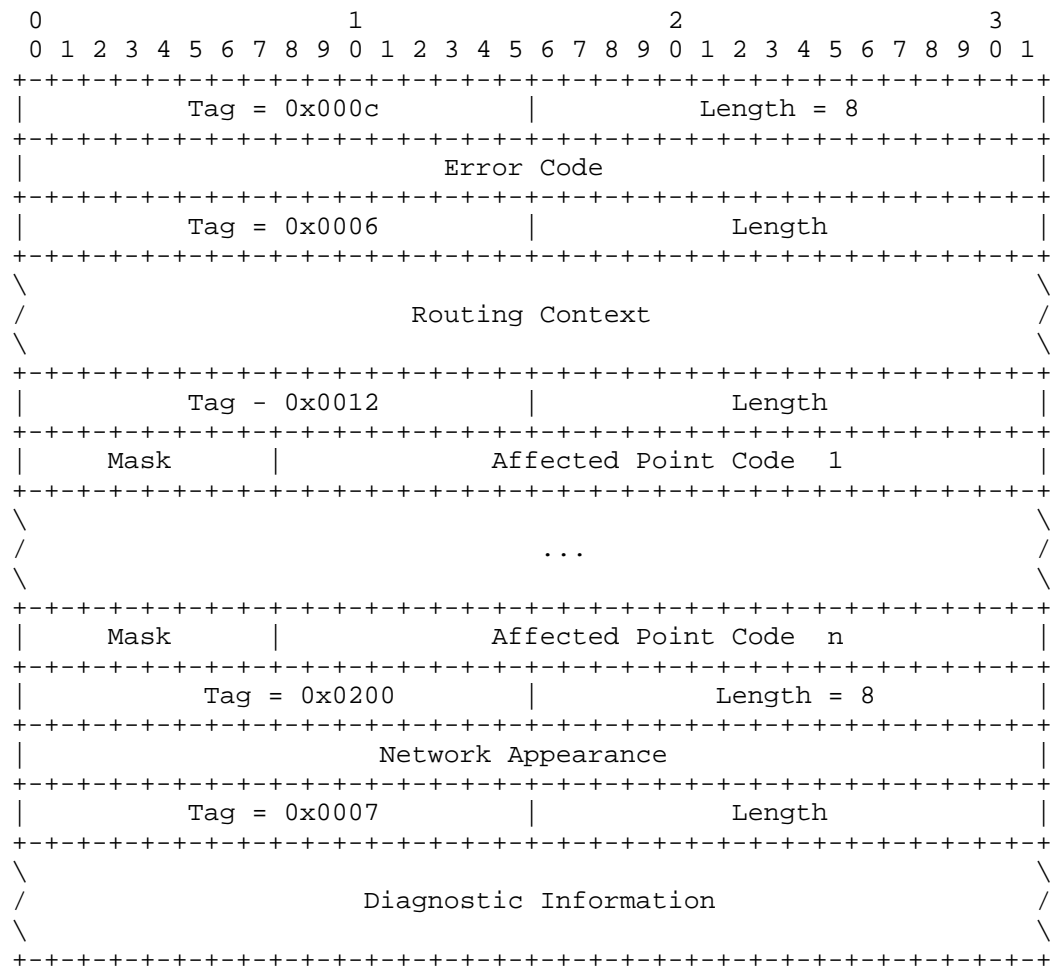 0                   1                   2                   3
 0 1 2 3 4 5 6 7 8 9 0 1 2 3 4 5 6 7 8 9 0 1 2 3 4 5 6 7 8 9 0 1
+-+-+-+-+-+-+-+-+-+-+-+-+-+-+-+-+-+-+-+-+-+-+-+-+-+-+-+-+-+-+-+-+
|          Tag = 0x000c         |          Length = 8           |
+-+-+-+-+-+-+-+-+-+-+-+-+-+-+-+-+-+-+-+-+-+-+-+-+-+-+-+-+-+-+-+-+
|                          Error Code                           |
+-+-+-+-+-+-+-+-+-+-+-+-+-+-+-+-+-+-+-+-+-+-+-+-+-+-+-+-+-+-+-+-+
|          Tag = 0x0006         |            Length             |
+-+-+-+-+-+-+-+-+-+-+-+-+-+-+-+-+-+-+-+-+-+-+-+-+-+-+-+-+-+-+-+-+
\                                                               \
/                        Routing Context                        /
\                                                               \
+-+-+-+-+-+-+-+-+-+-+-+-+-+-+-+-+-+-+-+-+-+-+-+-+-+-+-+-+-+-+-+-+
|          Tag - 0x0012         |            Length             |
+-+-+-+-+-+-+-+-+-+-+-+-+-+-+-+-+-+-+-+-+-+-+-+-+-+-+-+-+-+-+-+-+
|     Mask      |             Affected Point Code  1            |
+-+-+-+-+-+-+-+-+-+-+-+-+-+-+-+-+-+-+-+-+-+-+-+-+-+-+-+-+-+-+-+-+
\                                                               \
/                                ...                            /
\                                                               \
+-+-+-+-+-+-+-+-+-+-+-+-+-+-+-+-+-+-+-+-+-+-+-+-+-+-+-+-+-+-+-+-+
|     Mask      |             Affected Point Code  n            |
+-+-+-+-+-+-+-+-+-+-+-+-+-+-+-+-+-+-+-+-+-+-+-+-+-+-+-+-+-+-+-+-+
|           Tag = 0x0200        |           Length = 8          |
+-+-+-+-+-+-+-+-+-+-+-+-+-+-+-+-+-+-+-+-+-+-+-+-+-+-+-+-+-+-+-+-+
|                      Network Appearance                       |
+-+-+-+-+-+-+-+-+-+-+-+-+-+-+-+-+-+-+-+-+-+-+-+-+-+-+-+-+-+-+-+-+
|          Tag = 0x0007         |            Length             |
+-+-+-+-+-+-+-+-+-+-+-+-+-+-+-+-+-+-+-+-+-+-+-+-+-+-+-+-+-+-+-+-+
\                                                               \
/                     Diagnostic Information                    /
\                                                               \
+-+-+-+-+-+-+-+-+-+-+-+-+-+-+-+-+-+-+-+-+-+-+-+-+-+-+-+-+-+-+-+-+